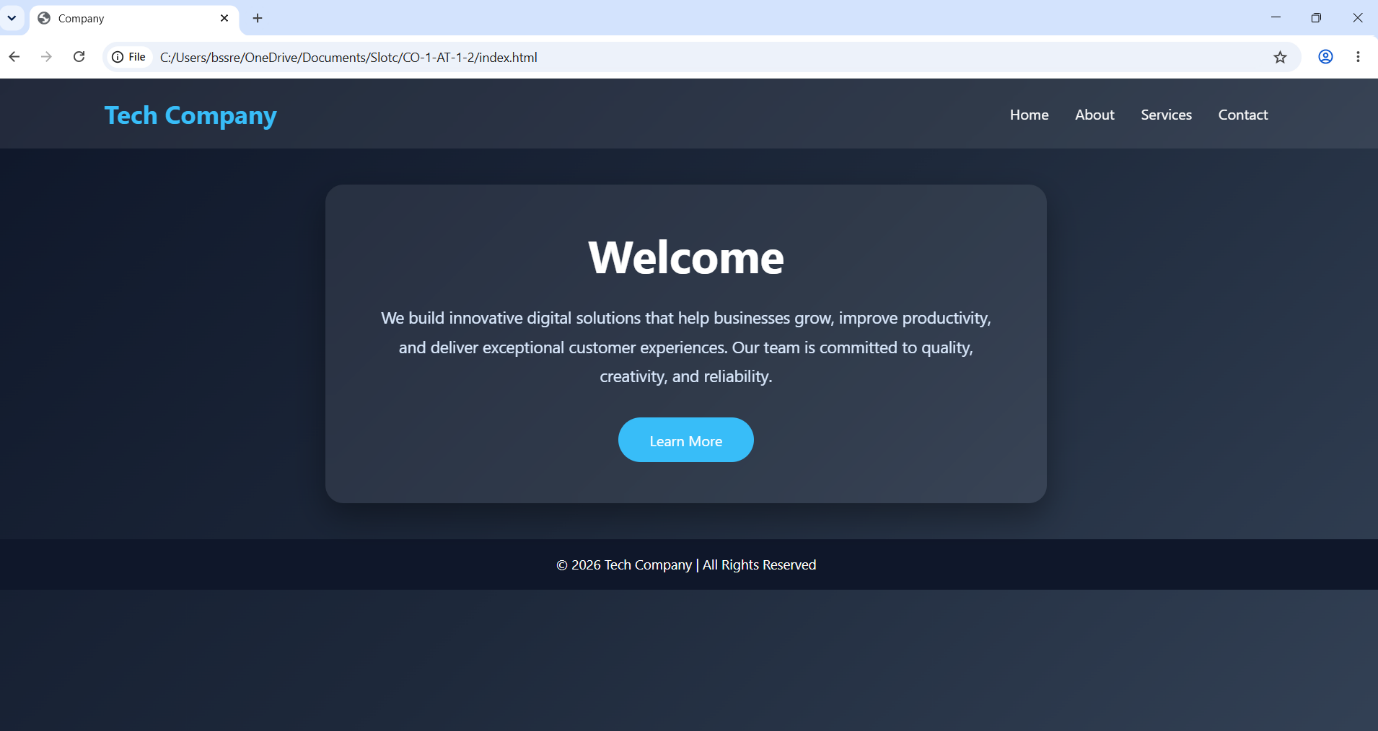 Company
File
C:/Users/bssre/OneDrive/Documents/Slotc/CO-1-AT-1-2/index.html
Tech Company
Home About Services Contact
Welcome
We build innovative digital solutions that help businesses grow, improve productivity,
and deliver exceptional customer experiences. Our team is committed to quality,
creativity, and reliability.
Learn More
© 2026 Tech Company | All Rights Reserved